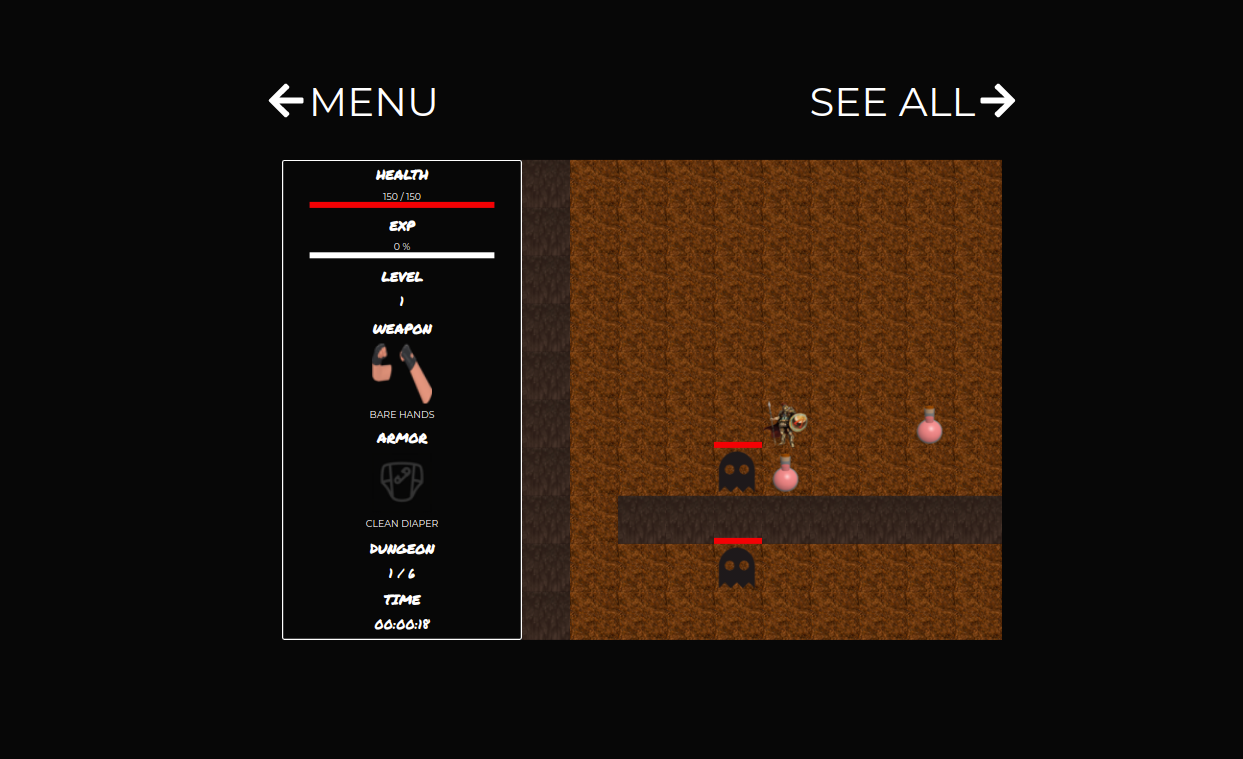 MENU
SEE ALL
HEALTH
150 / 150
EXP
0 %
LEVEL
1
WEAPON
BARE HANDS
ARMOR
CLEAN DIAPER
DUNGEON
1 / 6
TIME
00:00:18